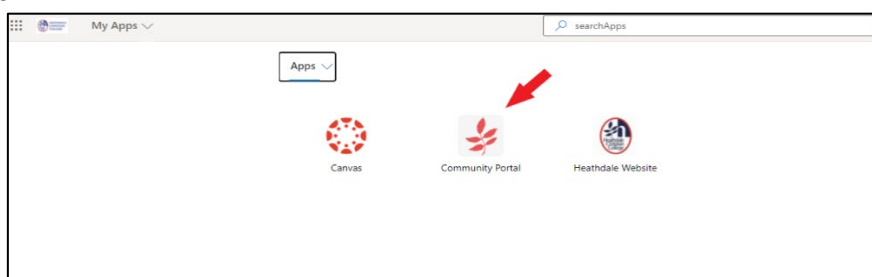 My Apps
searchApps
Apps
Canvas
Community Portal
Heathdale Website